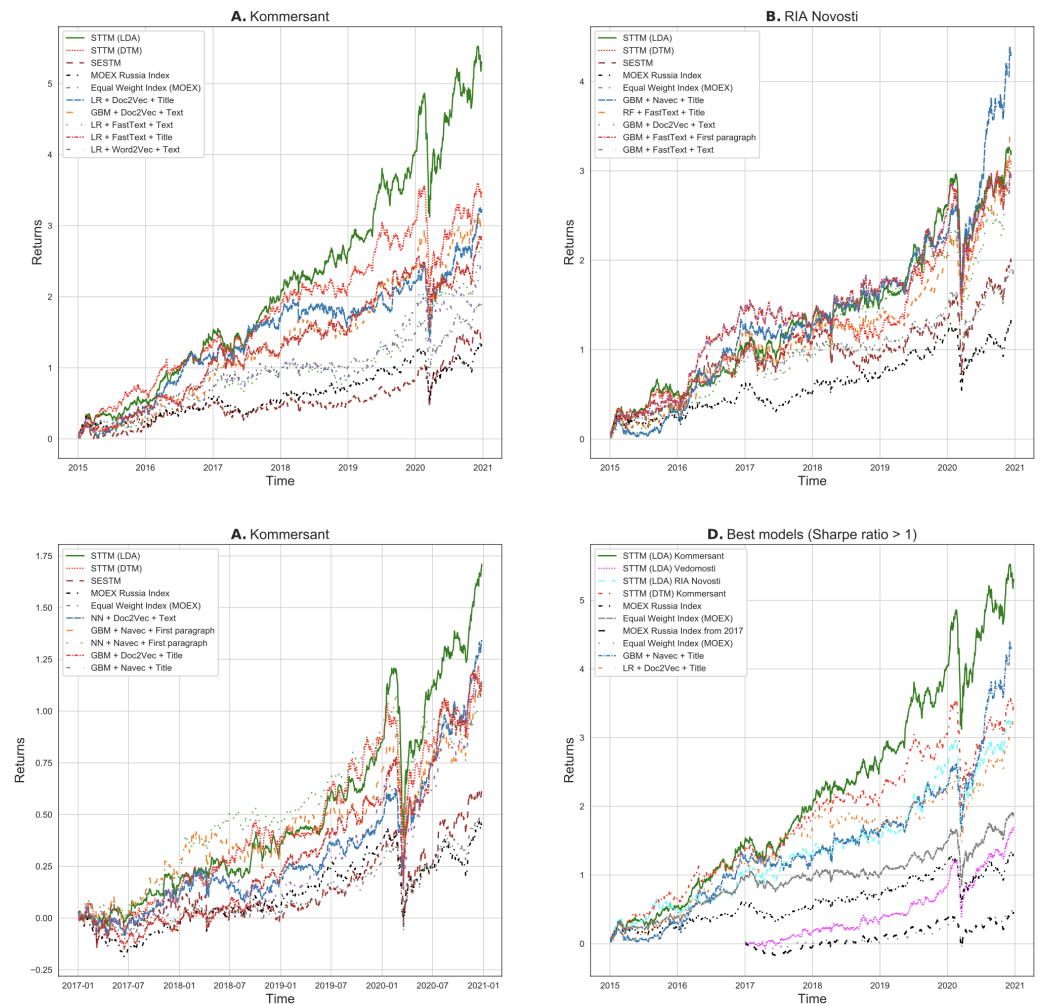 A. Kommersant
STTM (LDA)
STTM (DTM)
SESTM
MOEX Russia Index
Equal Weight Index (MOEX)
LR + Doc2Vec + Title
GBM + Doc2Vec + Text
LR + FastText + Text
LR + FastText + Title
LR + Word2Vec + Text
5
4
3
2
1
0
Returns
2015 2016 2017 2018 2019 2020 2021
Time
B. RIA Novosti
STTM (LDA)
STTM (DTM)
SESTM
MOEX Russia Index
Equal Weight Index (MOEX)
GBM + Navec + Title
RF + FastText + Title
GBM + Doc2Vec + Text
GBM + FastText + First paragraph
GBM + FastText + Text
4
3
2
1
0
Returns
2015 2016 2017 2018 2019 2020 2021
Time
A. Kommersant
STTM (LDA)
STTM (DTM)
SESTM
MOEX Russia Index
Equal Weight Index (MOEX)
NN + Doc2Vec + Text
GBM + Navec + First paragraph
NN + Navec + First paragraph
GBM + Doc2Vec + Title
GBM + Navec + Title
1.75
1.50
1.25
1.00
0.75
0.50
0.25
0.00
−0.25
Returns
2017-01 2017-07 2018-01 2018-07 2019-01 2019-07 2020-01 2020-07 2021-01
Time
D. Best models (Sharpe ratio > 1)
STTM (LDA) Kommersant
STTM (LDA) Vedomosti
STTM (LDA) RIA Novosti
STTM (DTM) Kommersant
MOEX Russia Index
Equal Weight Index (MOEX)
MOEX Russia Index from 2017
Equal Weight Index (MOEX)
GBM + Navec + Title
LR + Doc2Vec + Title
5
4
3
2
1
0
Returns
2015 2016 2017 2018 2019 2020 2021
Time